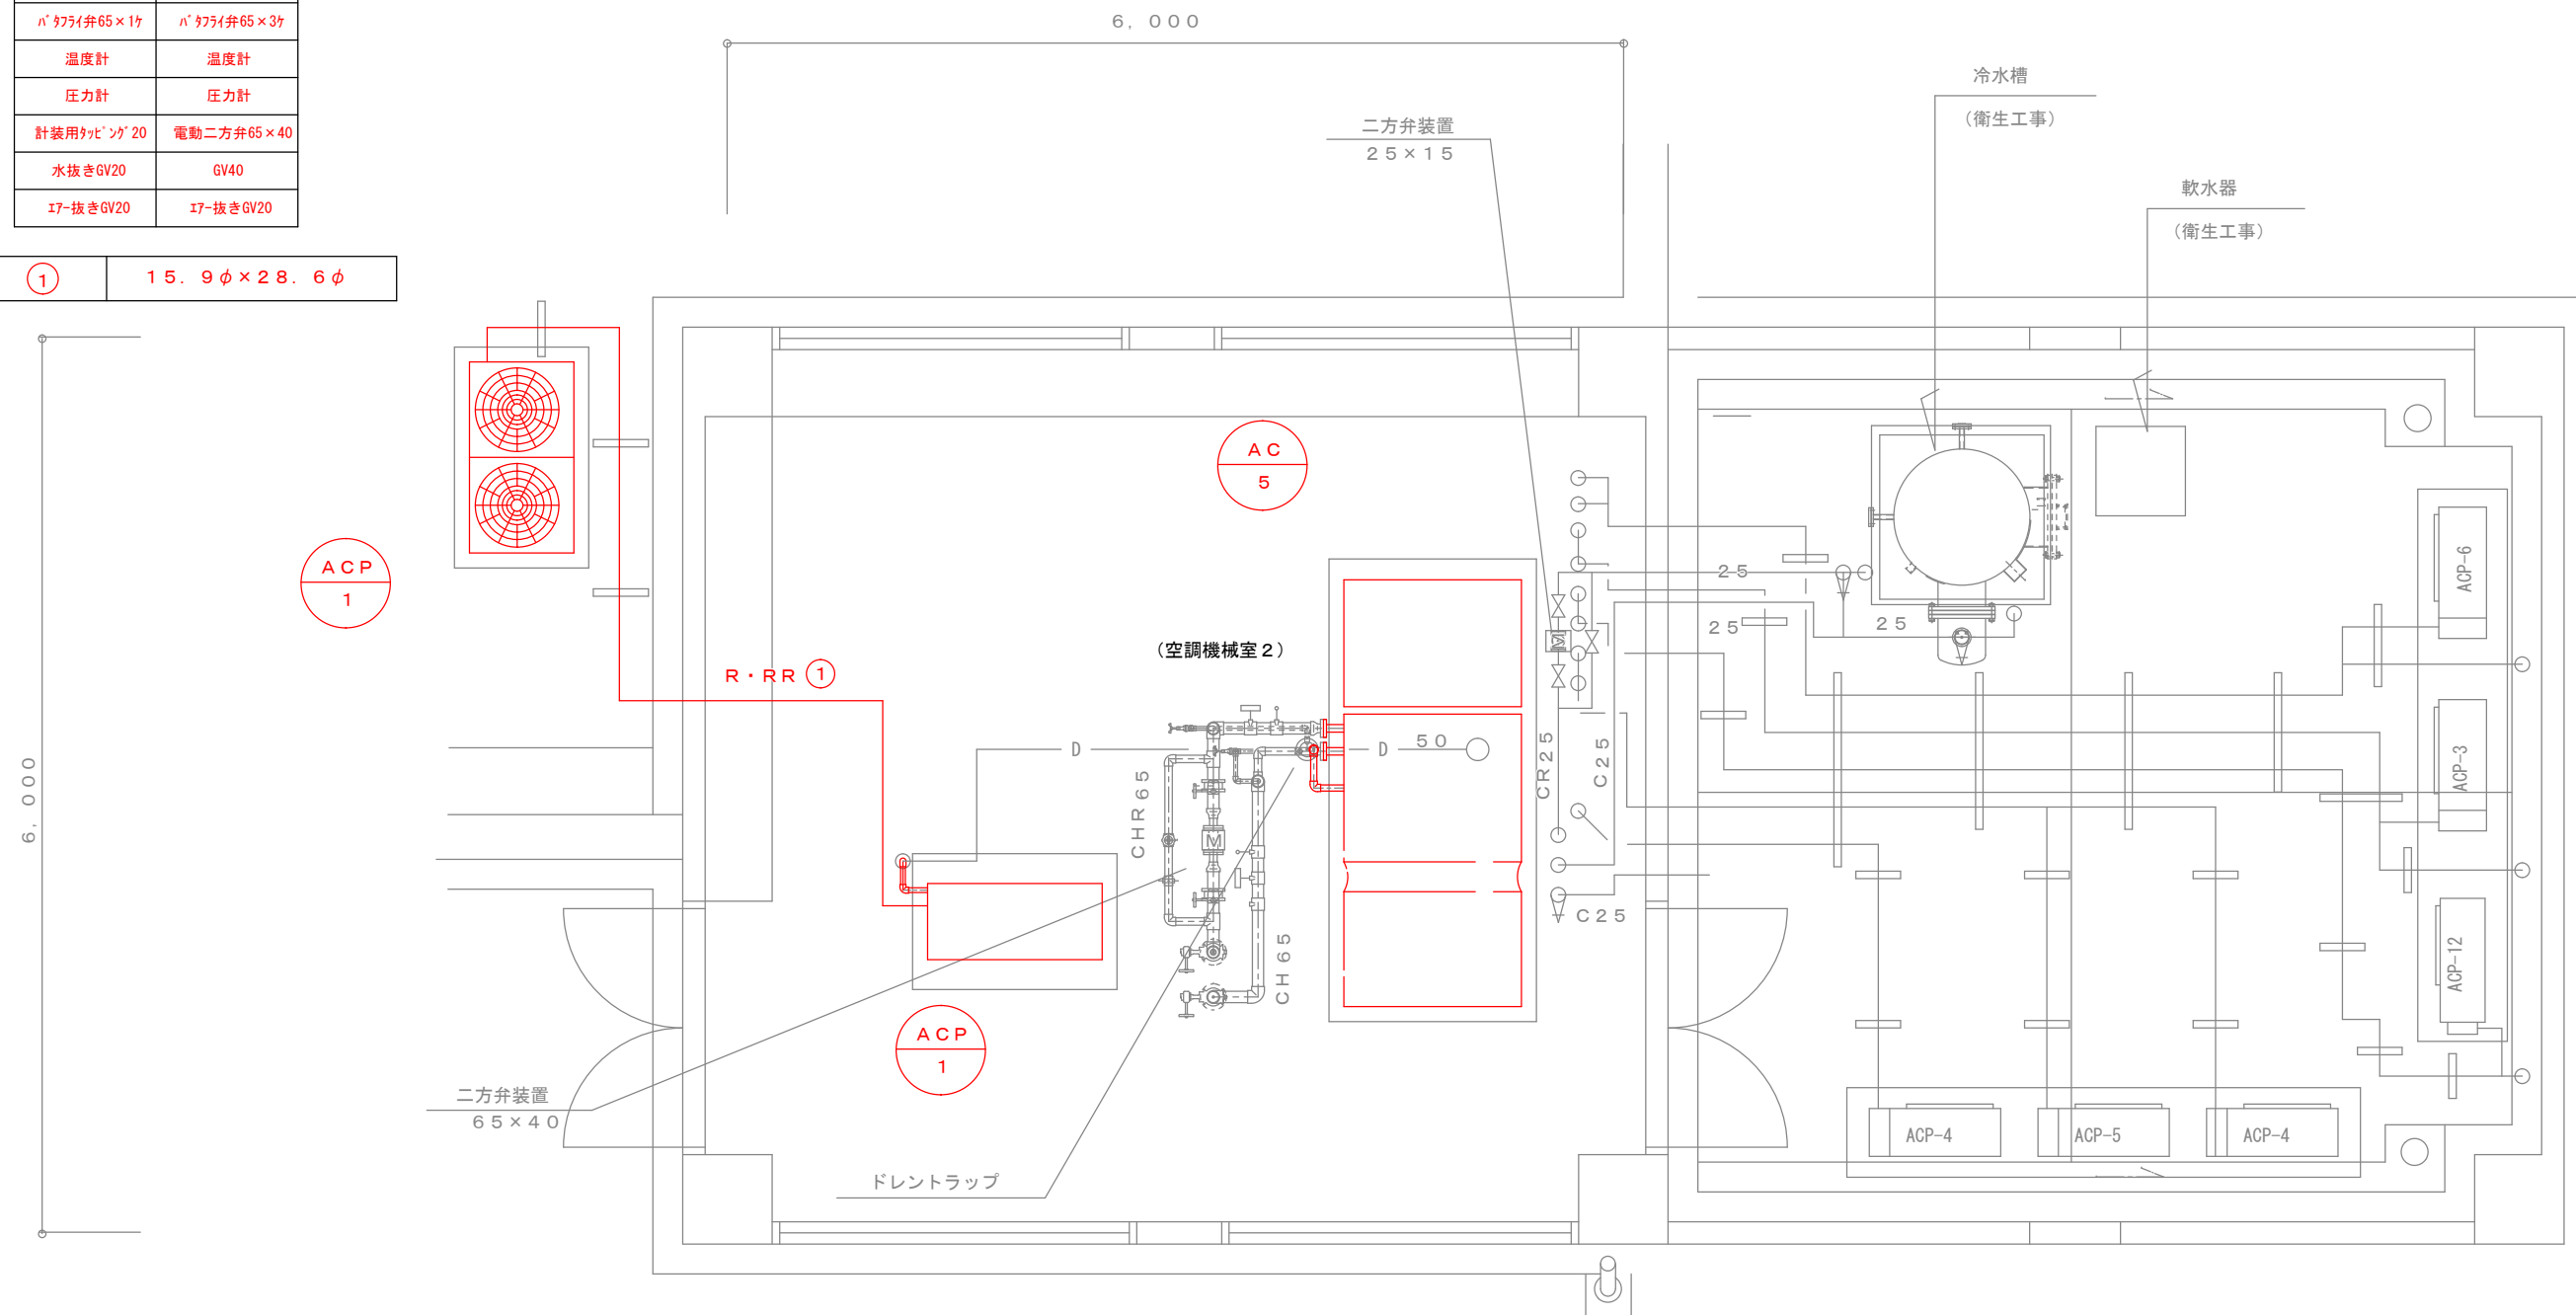 ﾊﾞﾀﾌﾗｲ弁65×1ｹ ﾊﾞﾀﾌﾗｲ弁65×3ｹ
温度計 温度計
圧力計 圧力計
計装用ﾀｯﾋﾟﾝｸﾞ20 電動二方弁65×40
水抜きGV20 GV40
ｴｱｰ抜きGV20 ｴｱｰ抜きGV20
① １５．９φ×２８．６φ
６，０００
冷水槽
（衛生工事）
二方弁装置
２５×１５
軟水器
（衛生工事）
ＡＣ
５
ＡＣＰ
１
２５
ACP-6
２５
２５
（空調機械室２）
Ｒ・ＲＲ ①
６，０００
D
D
５０
ＣＲ２５
Ｃ２５
ACP-3
ＣＨＲ６５
M
M
Ｃ２５
ＣＨ６５
ACP-12
ＡＣＰ
１
二方弁装置
６５×４０
ACP-4
ACP-5
ACP-4
ドレントラップ